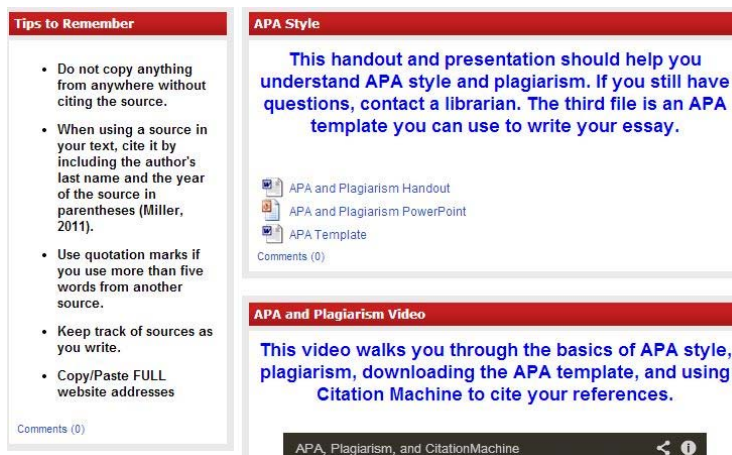 Tips to Remember
• Do not copy anything
from anywhere without
citing the source.
• When using a source in
your text, cite it by
including the author's
last name and the year
of the source in
parentheses (Miller,
2011).
• Use quotation marks if
you use more than five
words from another
source.
• Keep track of sources as
you write.
• Copy/Paste FULL
website addresses
Comments (0)
APA Style
This handout and presentation should help you
understand APA style and plagiarism. If you still have
questions, contact a librarian. The third file is an APA
template you can use to write your essay.
APA and Plagiarism Handout
APA and Plagiarism PowerPoint
APA Template
Comments (0)
APA and Plagiarism Video
This video walks you through the basics of APA style,
plagiarism, downloading the APA template, and using
Citation Machine to cite your references.
APA, Plagiarism, and CitationMachine